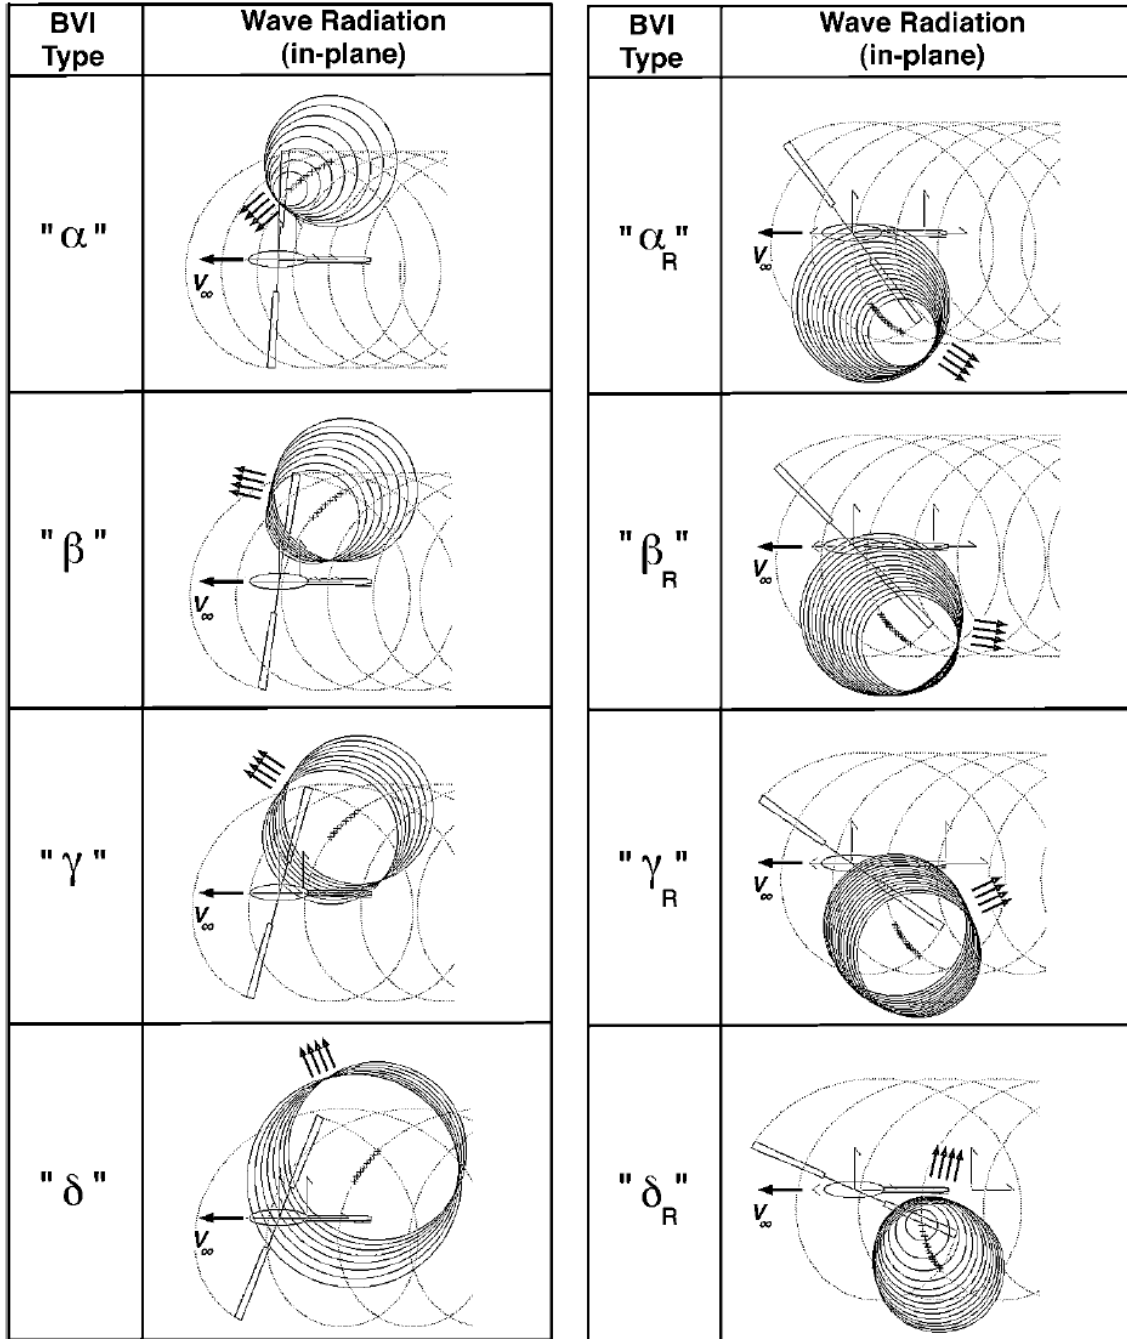 BVI
Type
Wave Radiation
(in-plane)
"α"
V∞
"β"
V∞
"γ"
V∞
"δ"
V∞
BVI
Type
Wave Radiation
(in-plane)
"αR"
V∞
"βR"
V∞
"γR"
V∞
"δR"
V∞